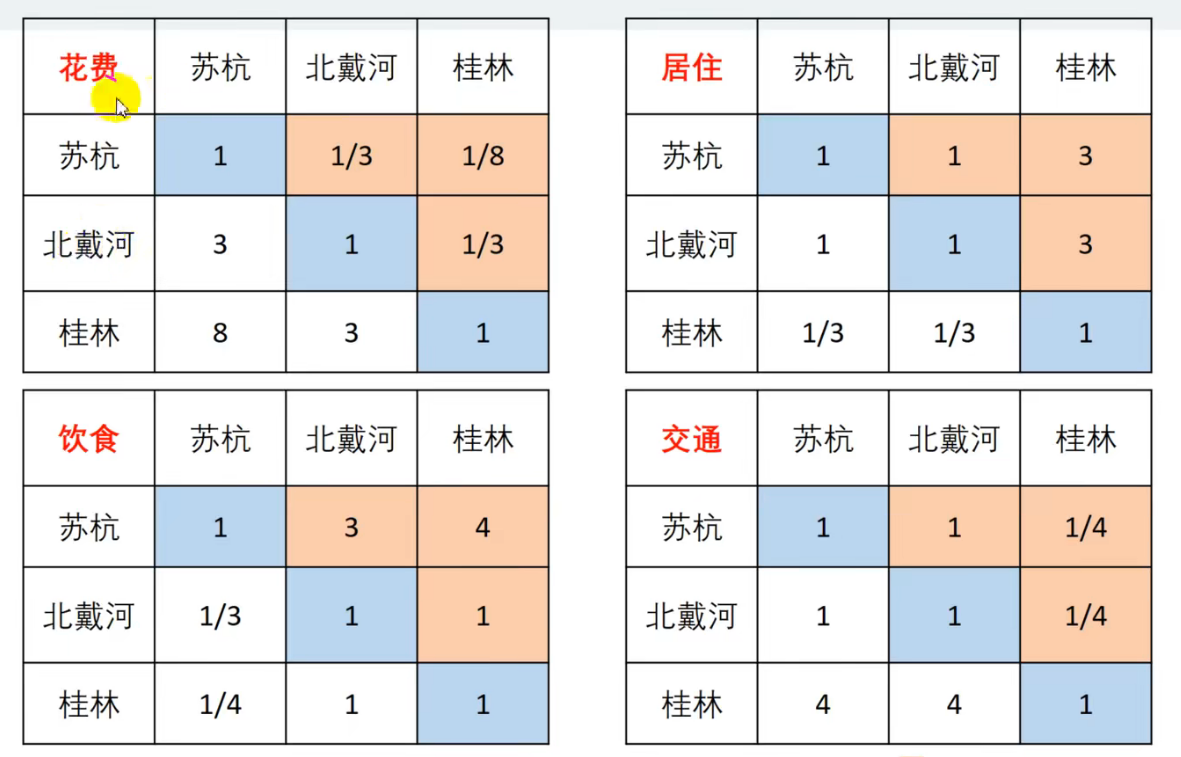 花费 苏杭 北戴河 桂林
苏杭 1 1/3 1/8
北戴河 3 1 1/3
桂林 8 3 1
居住 苏杭 北戴河 桂林
苏杭 1 1 3
北戴河 1 1 3
桂林 1/3 1/3 1
饮食 苏杭 北戴河 桂林
苏杭 1 3 4
北戴河 1/3 1 1
桂林 1/4 1 1
交通 苏杭 北戴河 桂林
苏杭 1 1 1/4
北戴河 1 1 1/4
桂林 4 4 1